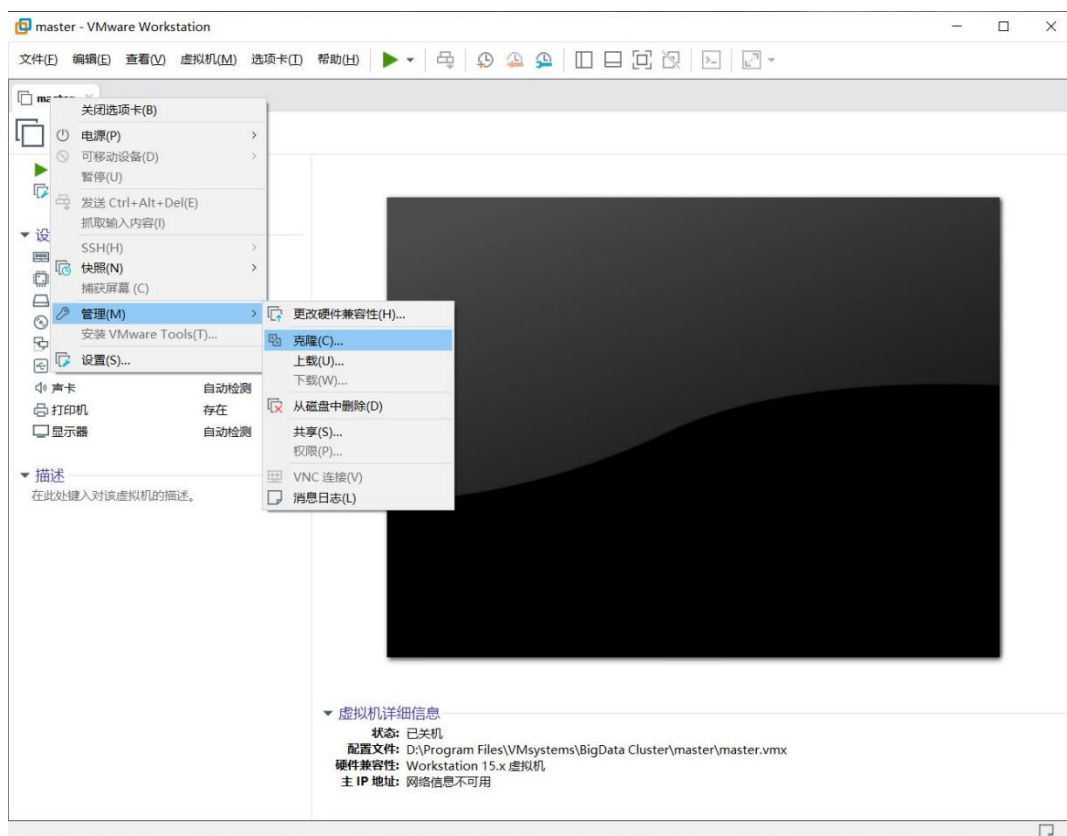 master - VMware Workstation
文件(F) 编辑(E) 查看(V) 虚拟机(M) 选项卡(T) 帮助(H)
关闭选项卡(B)
电源(P)
可移动设备(D)
暂停(U)
发送 Ctrl+Alt+Del(E)
抓取输入内容(I)
SSH(H)
快照(N)
捕获屏幕 (C)
管理(M)
安装 VMware Tools(T)...
设置(S)...
更改硬件兼容性(H)...
克隆(C)...
上载(U)...
下载(W)...
从磁盘中删除(D)
共享(S)...
权限(P)...
VNC 连接(V)
消息日志(L)
设
声卡 自动检测
打印机 存在
显示器 自动检测
描述
在此处键入对该虚拟机的描述。
虚拟机详细信息
状态: 已关机
配置文件: D:\Program Files\VMsystems\BigData Cluster\master\master.vmx
硬件兼容性: Workstation 15.x 虚拟机
主 IP 地址: 网络信息不可用